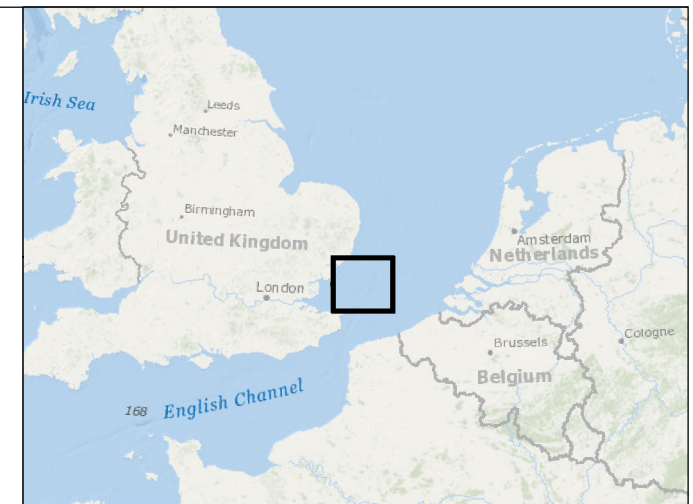 Irish Sea
Leeds
Manchester
Birmingham
United Kingdom
Amsterdam
Netherlands
London
Cologne
Brussels
Belgium
English Channel
168